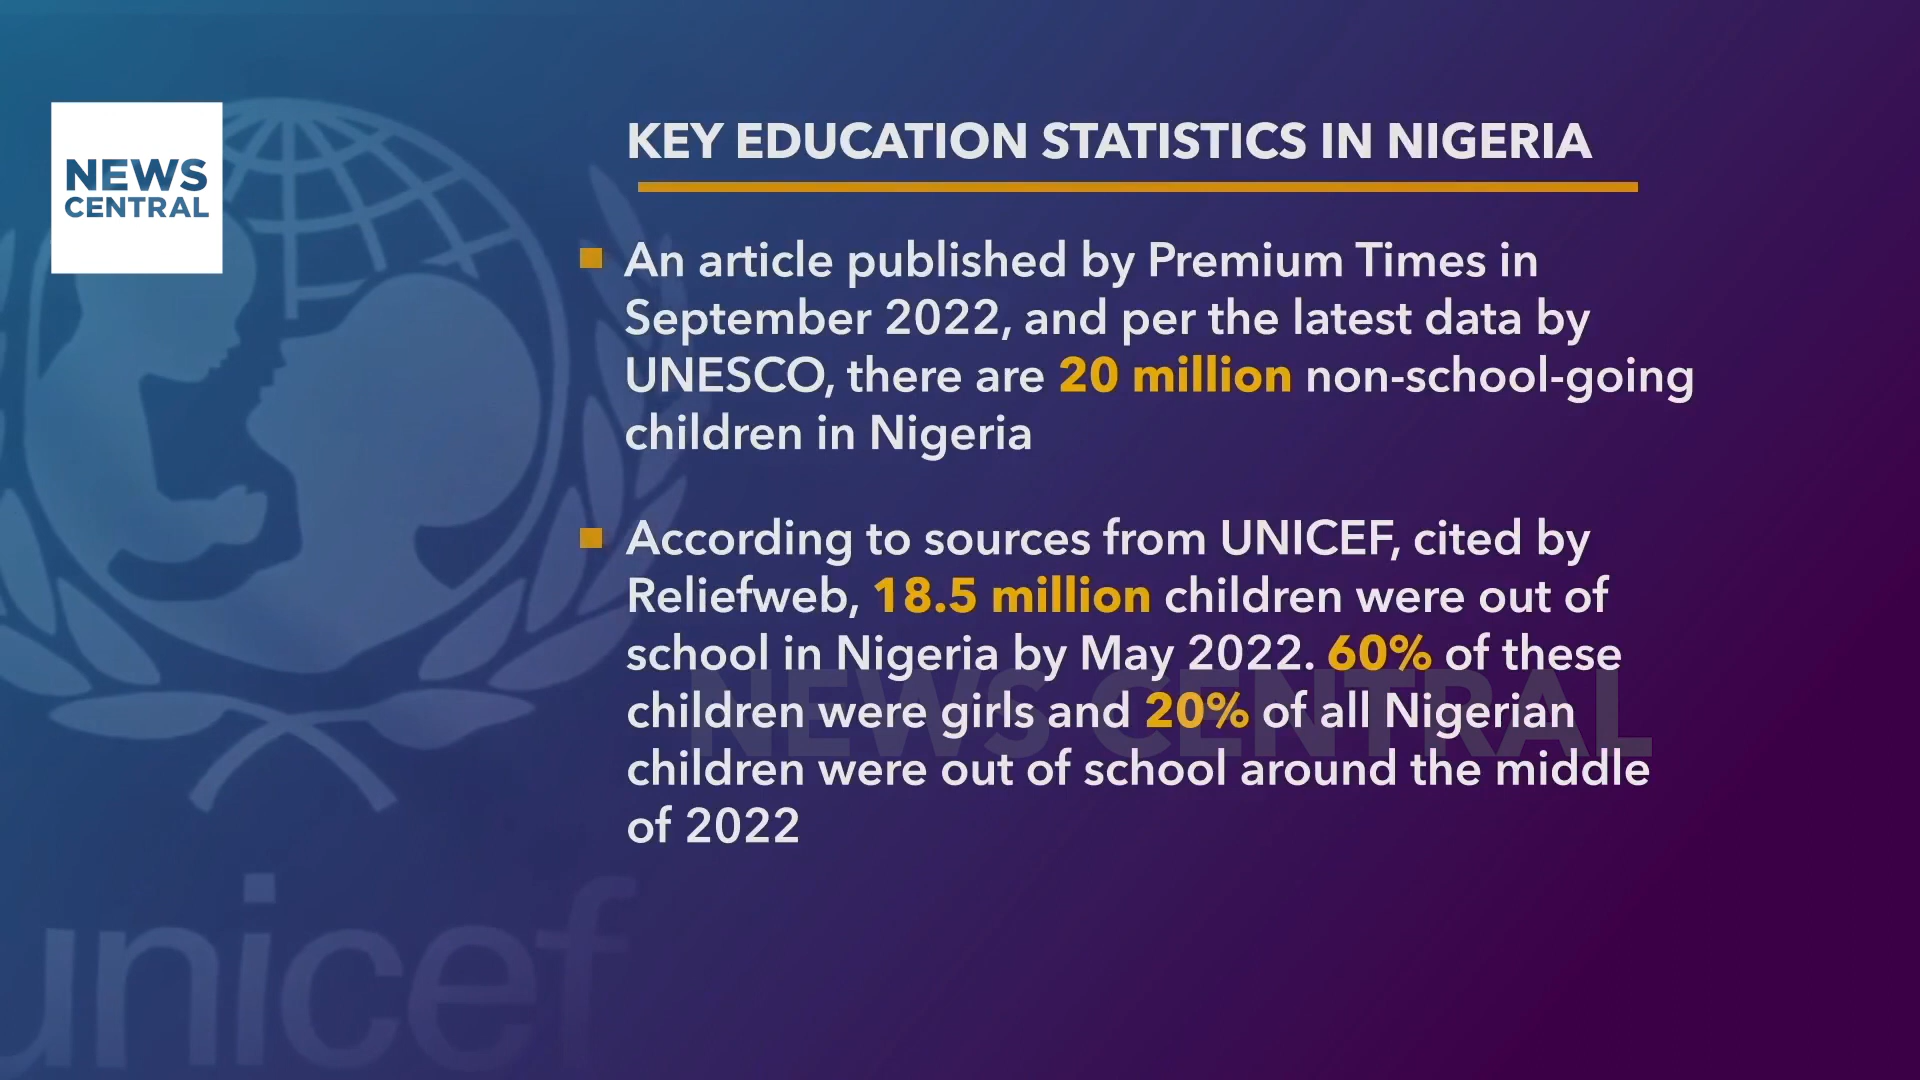 NEWS
CENTRAL
KEY EDUCATION STATISTICS IN NIGERIA
An article published by Premium Times in
September 2022, and per the latest data by
UNESCO, there are 20 million non-school-going
children in Nigeria
According to sources from UNICEF, cited by
Reliefweb, 18.5 million children were out of
school in Nigeria by May 2022. 60% of these
children were girls and 20% of all Nigerian
children were out of school around the middle
of 2022
NEWS CENTRAL
unicef